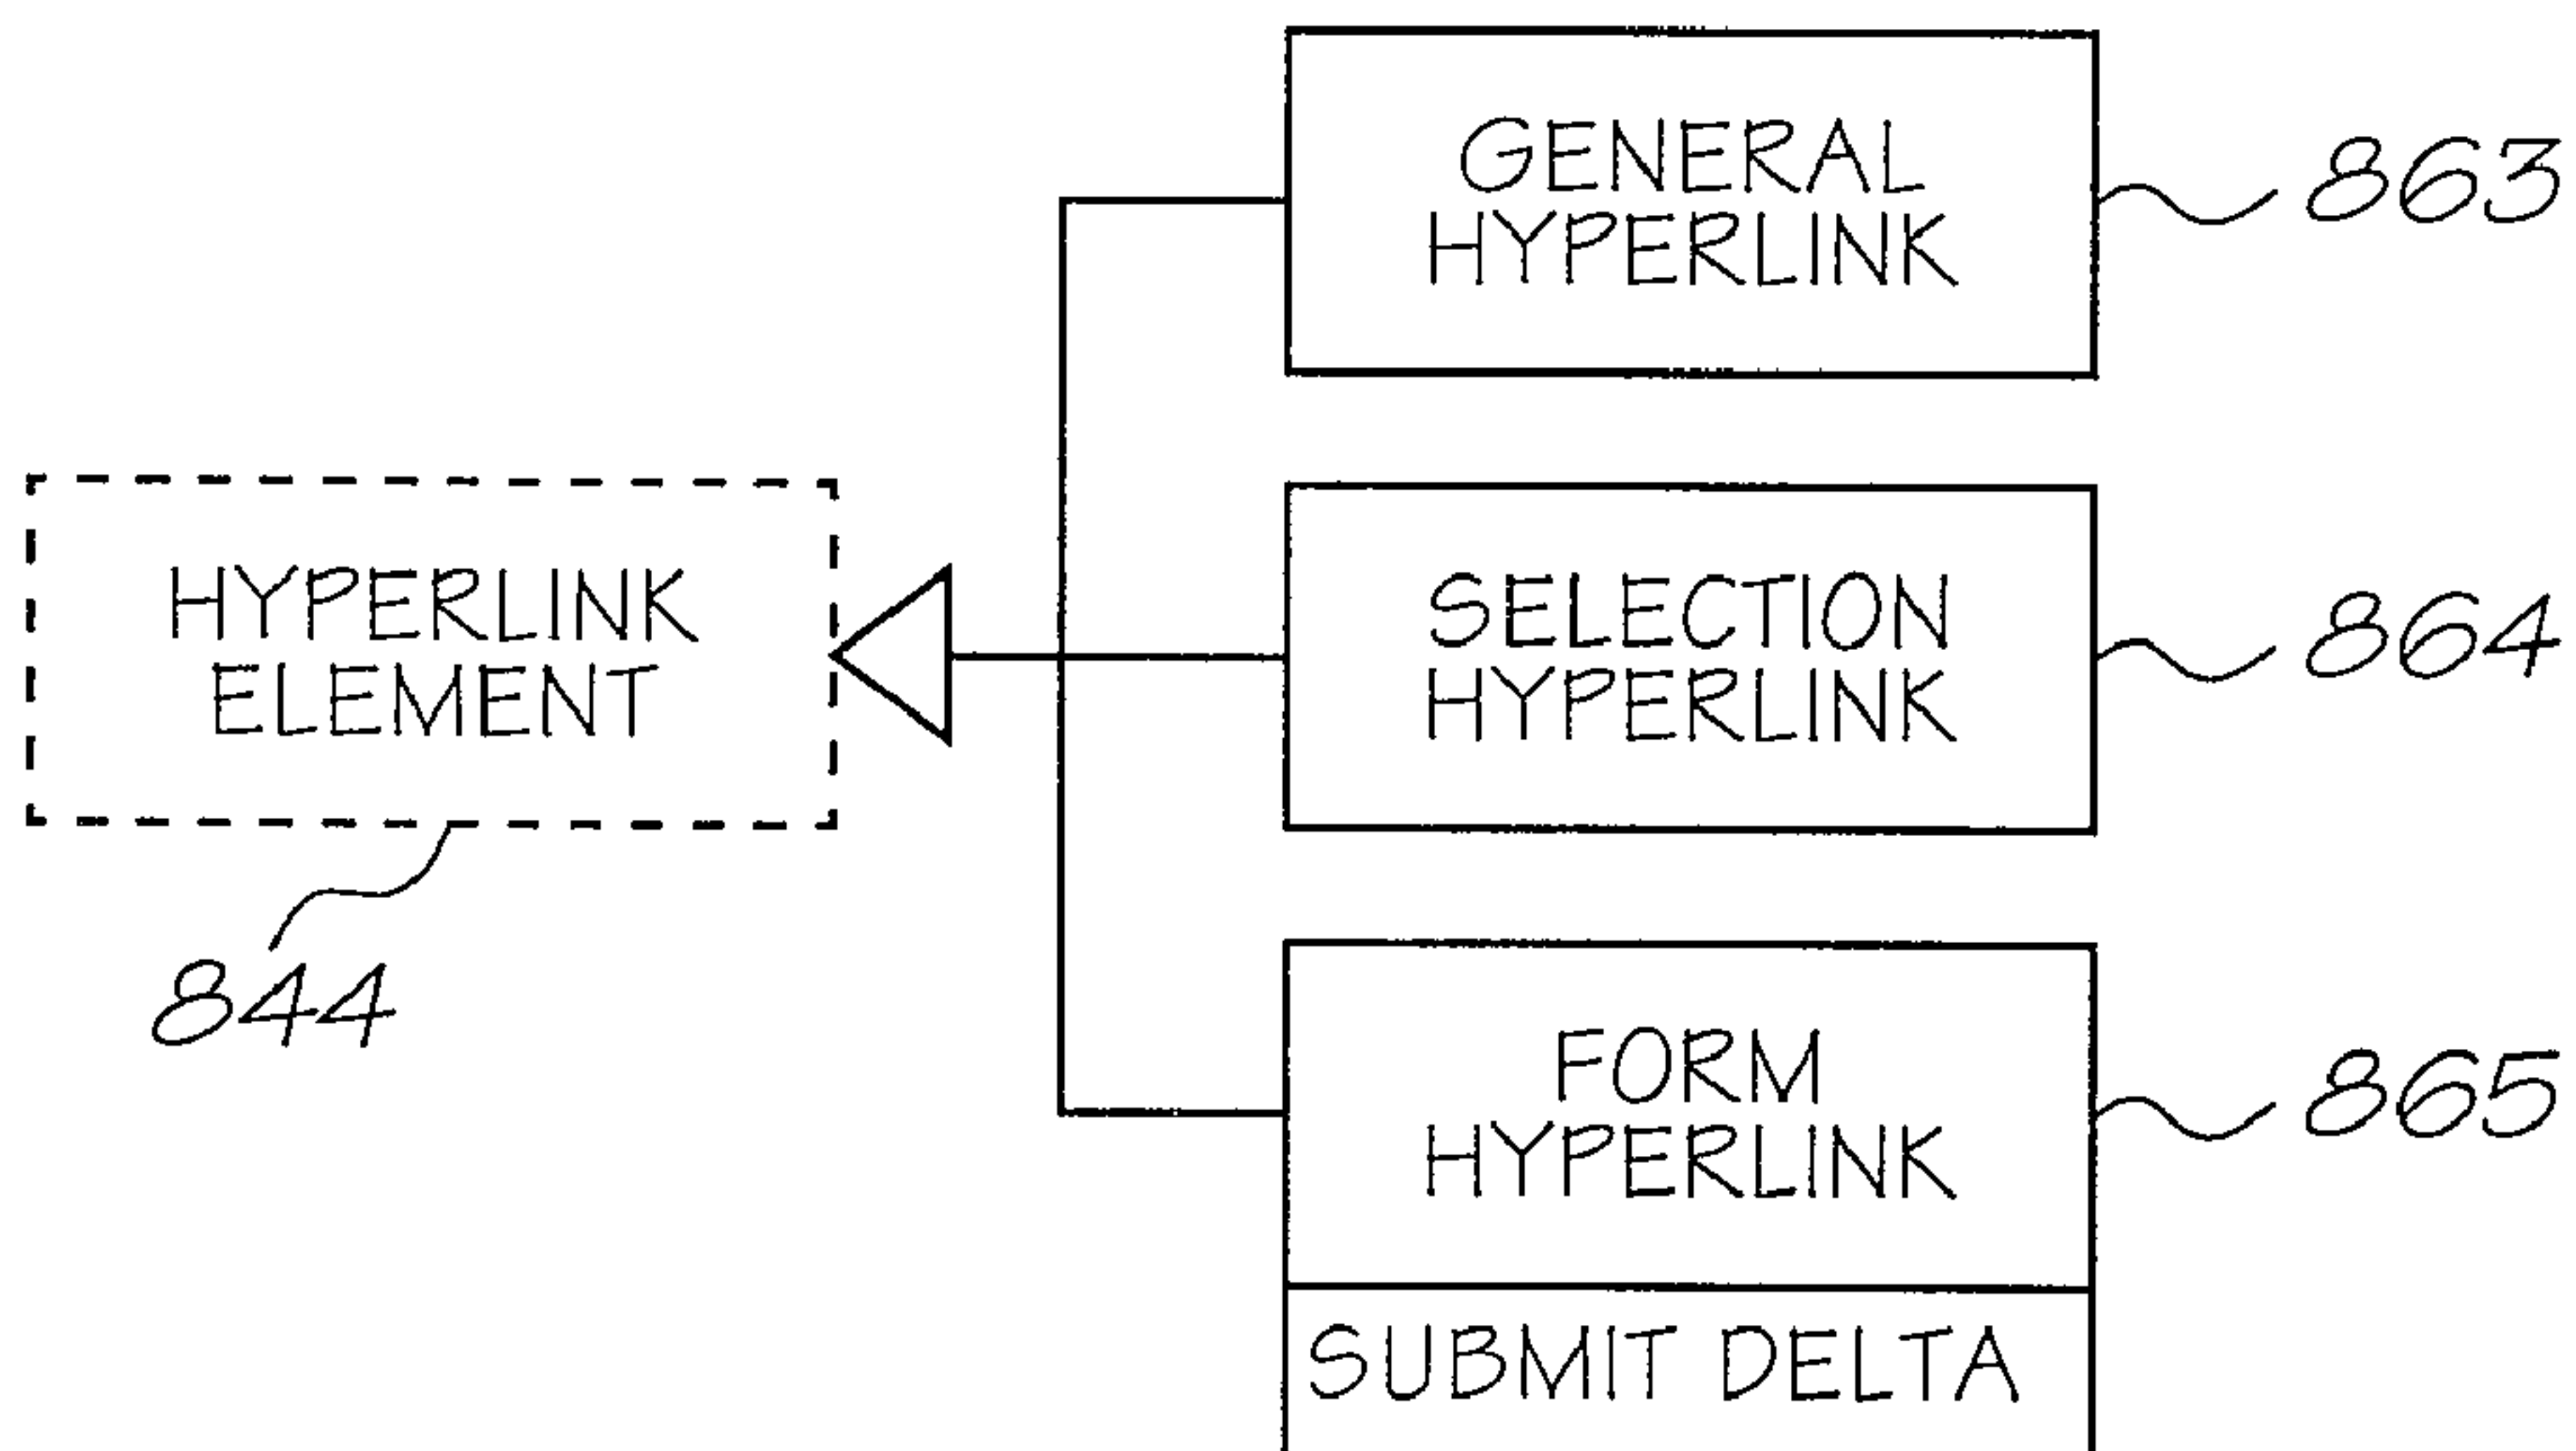 GENERAL
HYPERLINK
863
HYPERLINK
ELEMENT
844
SELECTION
HYPERLINK
864
FORM
HYPERLINK
865
SUBMIT DELTA